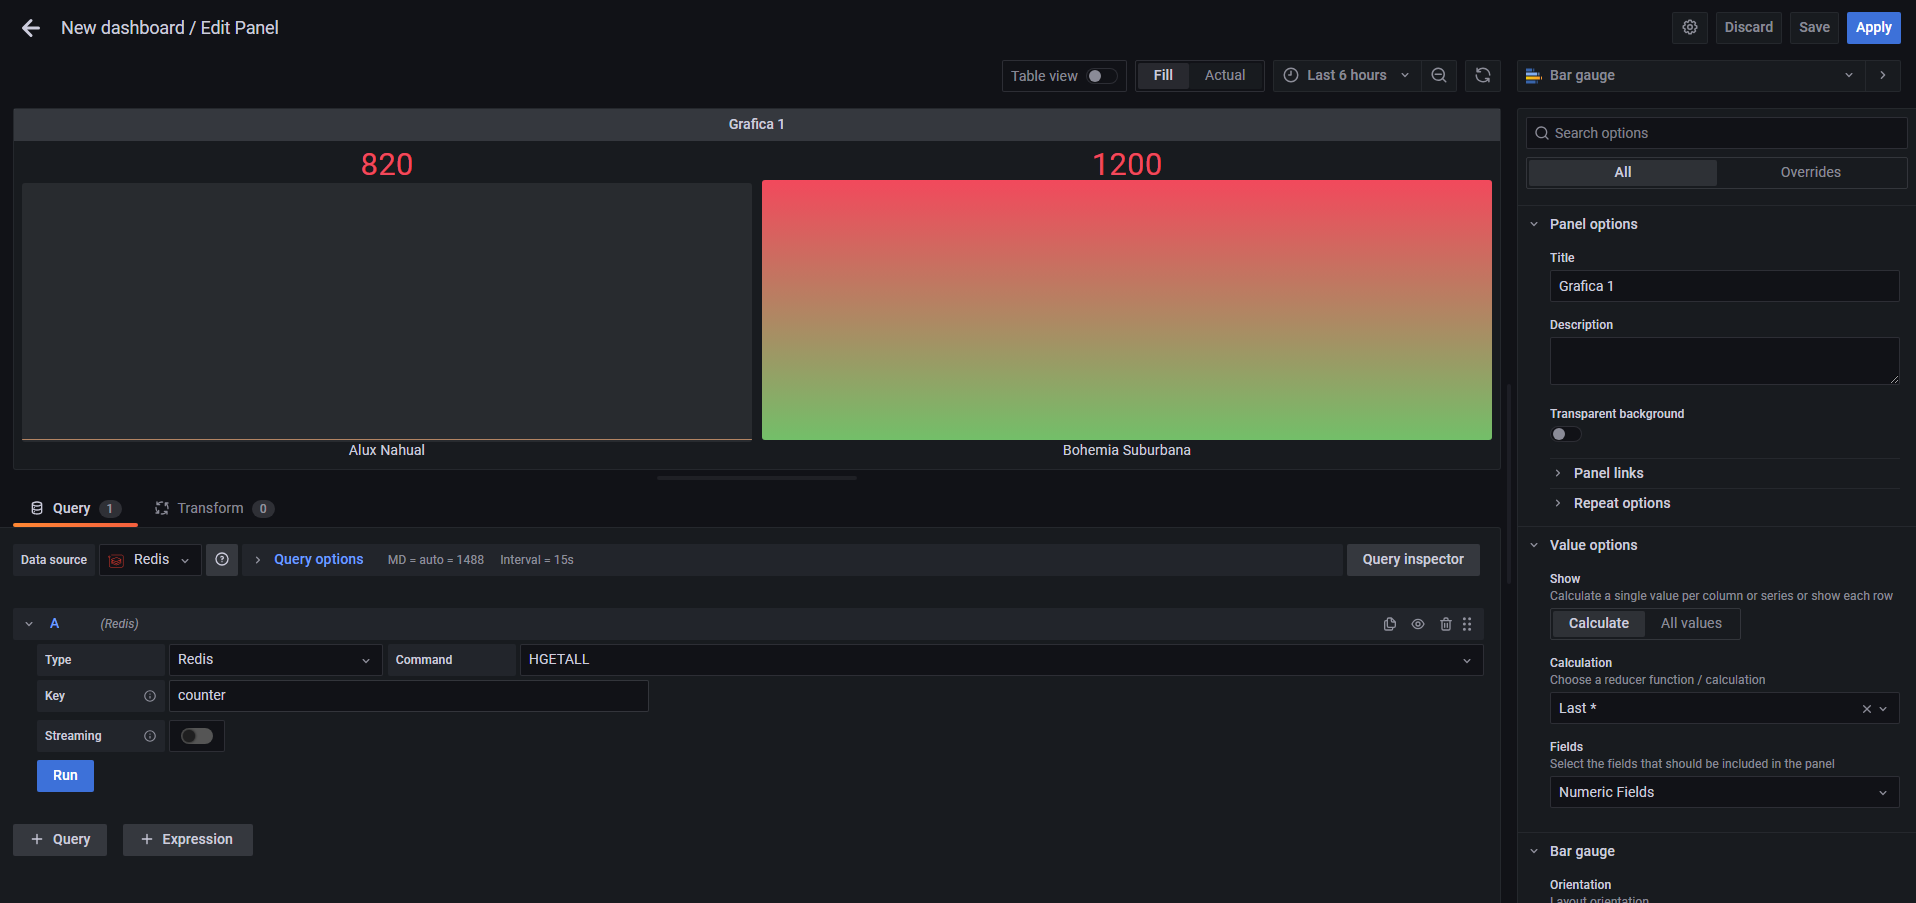 New dashboard / Edit Panel
Discard
Save
Apply
Table view
Fill
Actual
Last 6 hours
Bar gauge
Grafica 1
820
1200
Alux Nahual
Bohemia Suburbana
Query 1
Transform 0
Data source
Redis
Query options
MD = auto = 1488
Interval = 15s
Query inspector
A
(Redis)
Type
Redis
Command
HGETALL
Key
counter
Streaming
Run
+ Query
+ Expression
Search options
All
Overrides
Panel options
Title
Grafica 1
Description
Transparent background
Panel links
Repeat options
Value options
Show
Calculate a single value per column or series or show each row
Calculate
All values
Calculation
Choose a reducer function / calculation
Last *
Fields
Select the fields that should be included in the panel
Numeric Fields
Bar gauge
Orientation
Layout orientation